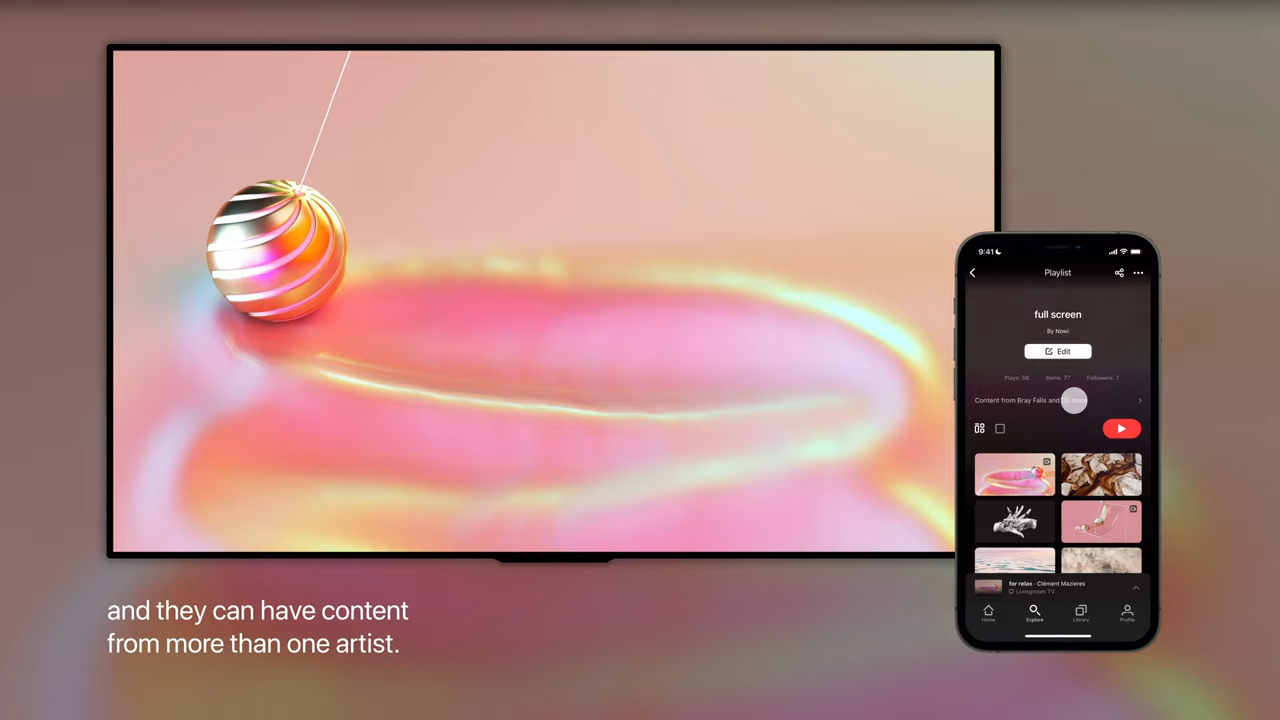 9:41
Playlist
full screen
By Nowi
Edit
Plays: 56 Items: 77 Followers: 7
Content from Bray Falls and more
for relax · Clément Mazieres
Livingroom TV
Home Explore Library Profile
and they can have content
from more than one artist.